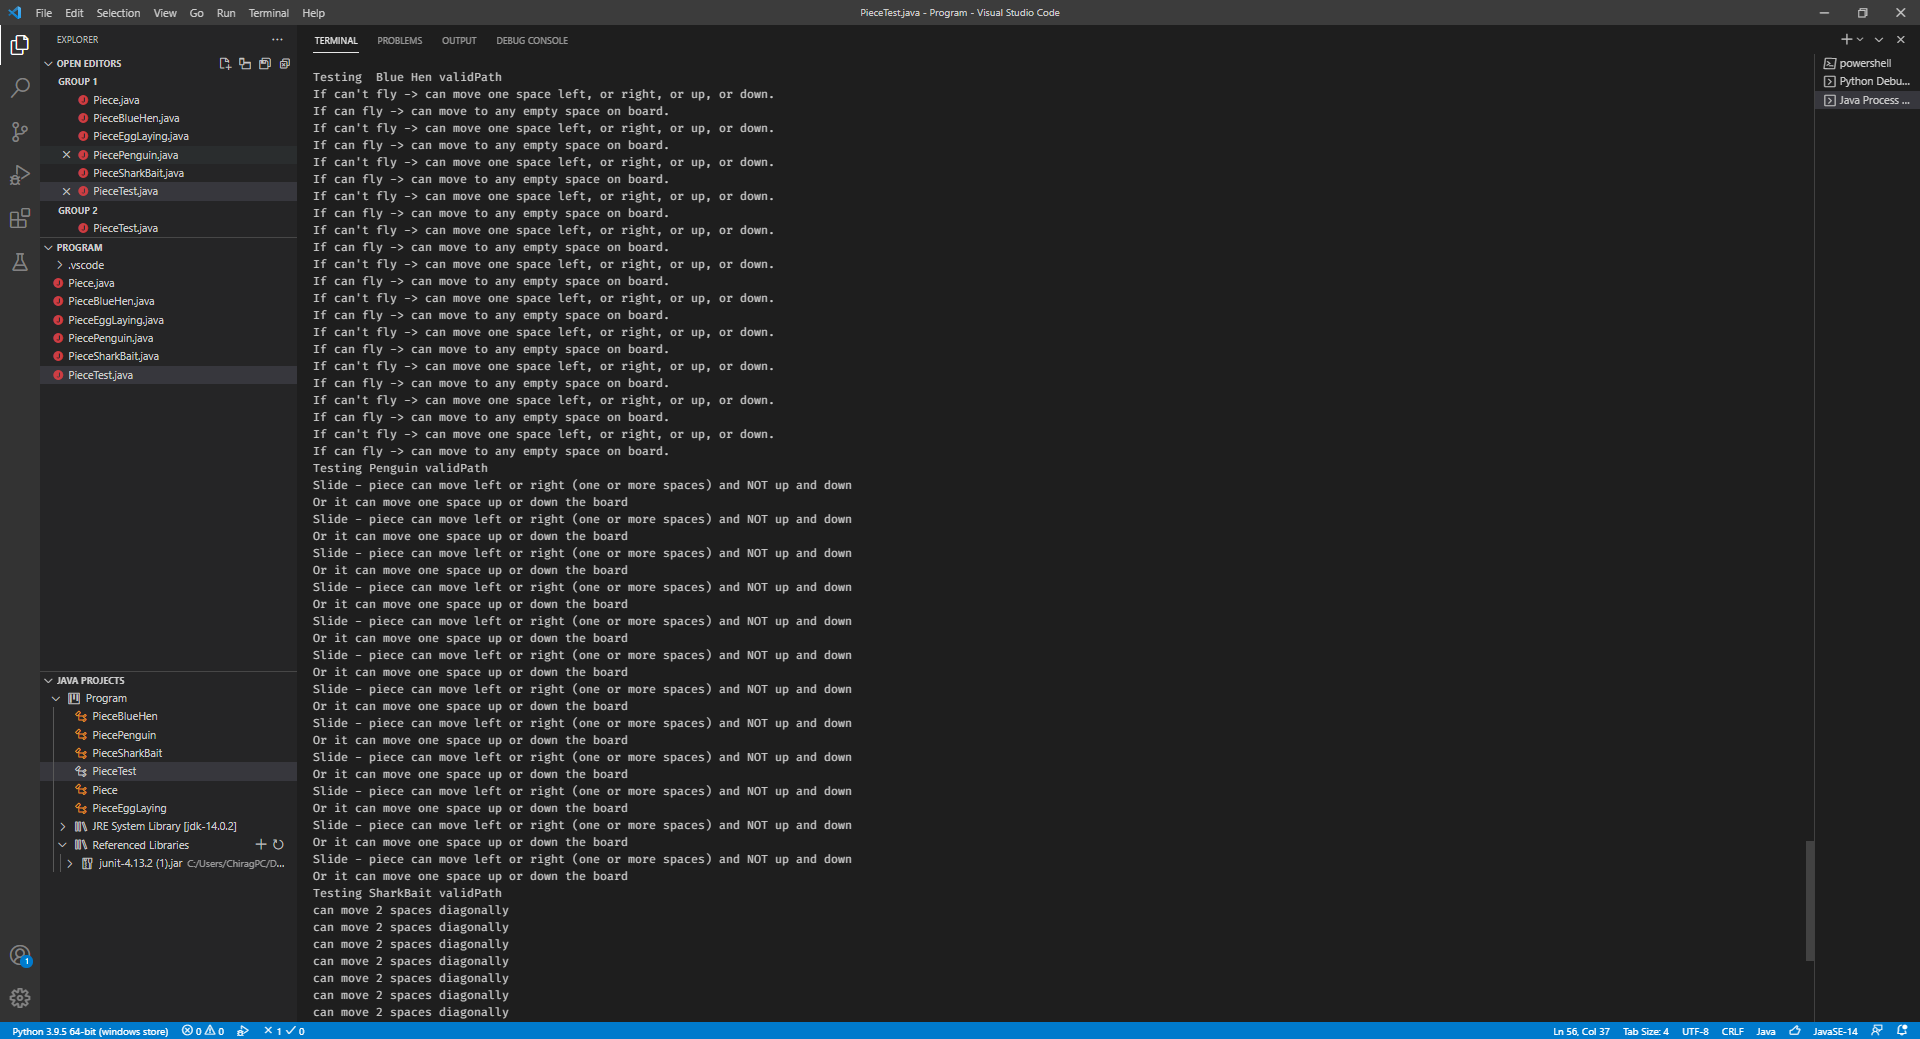 File Edit Selection View Go Run Terminal Help
PieceTest.java - Program - Visual Studio Code
EXPLORER
OPEN EDITORS
GROUP 1
Piece.java
PieceBlueHen.java
PieceEggLaying.java
PiecePenguin.java
PieceSharkBait.java
PieceTest.java
GROUP 2
PieceTest.java
PROGRAM
.vscode
Piece.java
PieceBlueHen.java
PieceEggLaying.java
PiecePenguin.java
PieceSharkBait.java
PieceTest.java
JAVA PROJECTS
Program
PieceBlueHen
PiecePenguin
PieceSharkBait
PieceTest
Piece
PieceEggLaying
JRE System Library [jdk-14.0.2]
Referenced Libraries
junit-4.13.2 (1).jar C:/Users/ChiragPC/D...
TERMINAL PROBLEMS OUTPUT DEBUG CONSOLE
Testing  Blue Hen validPath
If can't fly -> can move one space left, or right, or up, or down.
If can fly -> can move to any empty space on board.
If can't fly -> can move one space left, or right, or up, or down.
If can fly -> can move to any empty space on board.
If can't fly -> can move one space left, or right, or up, or down.
If can fly -> can move to any empty space on board.
If can't fly -> can move one space left, or right, or up, or down.
If can fly -> can move to any empty space on board.
If can't fly -> can move one space left, or right, or up, or down.
If can fly -> can move to any empty space on board.
If can't fly -> can move one space left, or right, or up, or down.
If can fly -> can move to any empty space on board.
If can't fly -> can move one space left, or right, or up, or down.
If can fly -> can move to any empty space on board.
If can't fly -> can move one space left, or right, or up, or down.
If can fly -> can move to any empty space on board.
If can't fly -> can move one space left, or right, or up, or down.
If can fly -> can move to any empty space on board.
If can't fly -> can move one space left, or right, or up, or down.
If can fly -> can move to any empty space on board.
If can't fly -> can move one space left, or right, or up, or down.
If can fly -> can move to any empty space on board.
Testing Penguin validPath
Slide - piece can move left or right (one or more spaces) and NOT up and down
Or it can move one space up or down the board
Slide - piece can move left or right (one or more spaces) and NOT up and down
Or it can move one space up or down the board
Slide - piece can move left or right (one or more spaces) and NOT up and down
Or it can move one space up or down the board
Slide - piece can move left or right (one or more spaces) and NOT up and down
Or it can move one space up or down the board
Slide - piece can move left or right (one or more spaces) and NOT up and down
Or it can move one space up or down the board
Slide - piece can move left or right (one or more spaces) and NOT up and down
Or it can move one space up or down the board
Slide - piece can move left or right (one or more spaces) and NOT up and down
Or it can move one space up or down the board
Slide - piece can move left or right (one or more spaces) and NOT up and down
Or it can move one space up or down the board
Slide - piece can move left or right (one or more spaces) and NOT up and down
Or it can move one space up or down the board
Slide - piece can move left or right (one or more spaces) and NOT up and down
Or it can move one space up or down the board
Slide - piece can move left or right (one or more spaces) and NOT up and down
Or it can move one space up or down the board
Slide - piece can move left or right (one or more spaces) and NOT up and down
Or it can move one space up or down the board
Testing SharkBait validPath
can move 2 spaces diagonally
can move 2 spaces diagonally
can move 2 spaces diagonally
can move 2 spaces diagonally
can move 2 spaces diagonally
can move 2 spaces diagonally
can move 2 spaces diagonally
powershell
Python Debu...
Java Process ...
1
Python 3.9.5 64-bit (windows store) 0 0 1 0
Ln 56, Col 37 Tab Size: 4 UTF-8 CRLF Java JavaSE-14